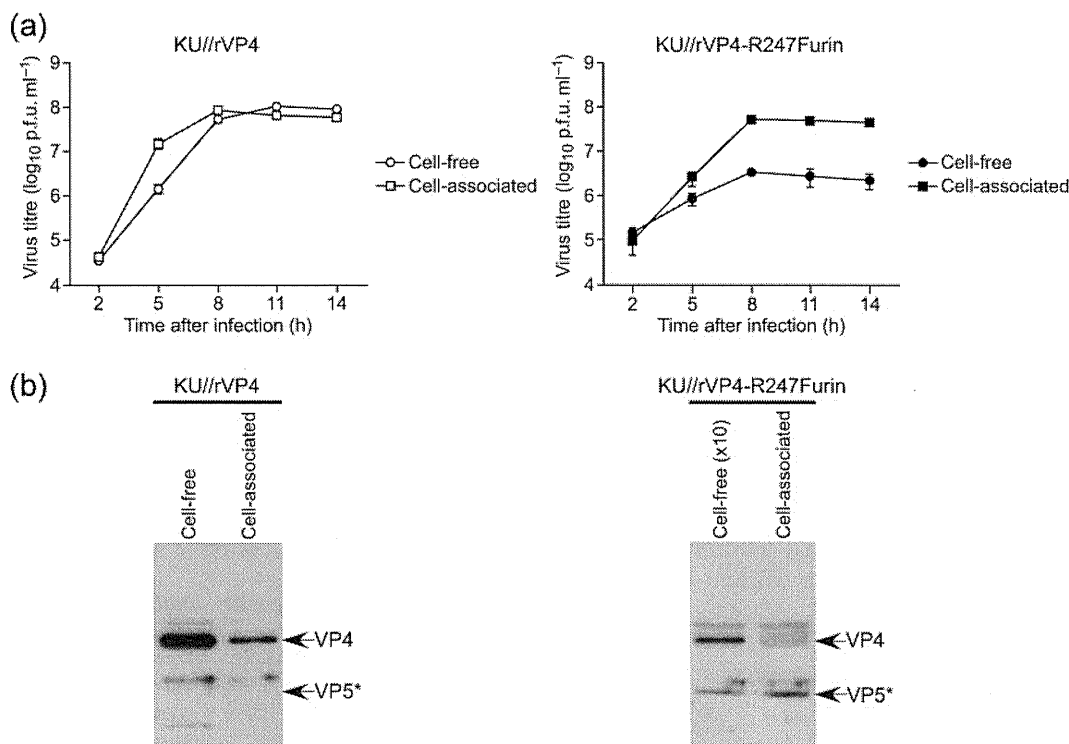 (a)
KU//rVP4
Virus titre (log₁₀ p.f.u. ml⁻¹)
8
7
6
5
4
2 5 8 11 14
Time after infection (h)
Cell-free
Cell-associated
KU//rVP4-R247Furin
Virus titre (log₁₀ p.f.u. ml⁻¹)
9
8
7
6
5
4
2 5 8 11 14
Time after infection (h)
Cell-free
Cell-associated
(b)
KU//rVP4
Cell-free
Cell-associated
VP4
VP5*
KU//rVP4-R247Furin
Cell-free (x10)
Cell-associated
VP4
VP5*